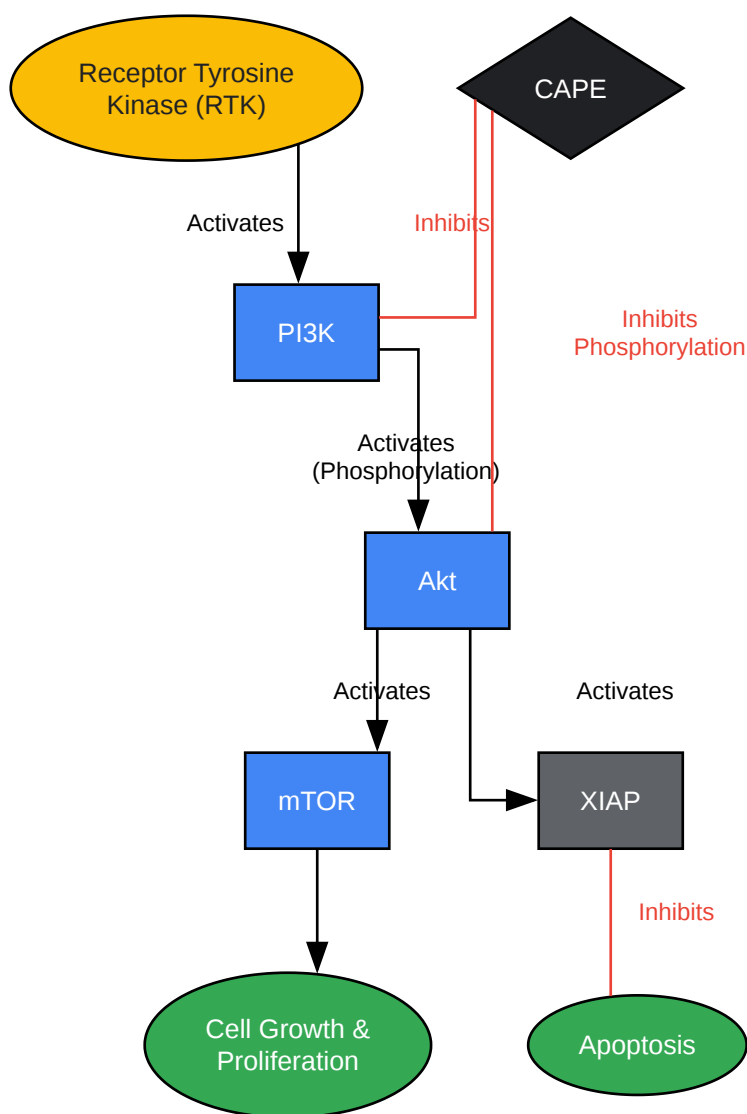 Receptor Tyrosine
Kinase (RTK)
CAPE
Activates
Inhibits
PI3K
Inhibits
Phosphorylation
Activates
(Phosphorylation)
Akt
Activates
Activates
mTOR
XIAP
Inhibits
Cell Growth &
Proliferation
Apoptosis